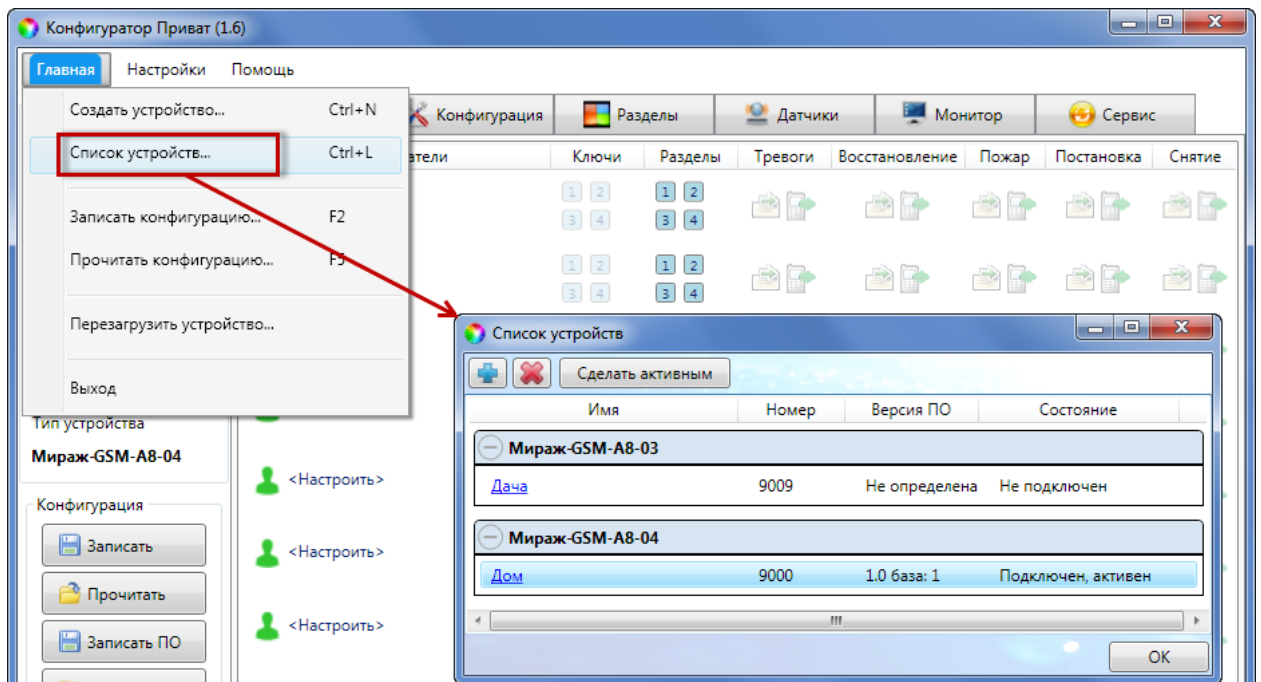 Конфигуратор Приват (1.6)
Главная Настройки Помощь
Создать устройство... Ctrl+N
Список устройств... Ctrl+L
Записать конфигурацию... F2
Прочитать конфигурацию... F5
Перезагрузить устройство...
Выход
Конфигурация Разделы Датчики Монитор Сервис
атели Ключи Разделы Тревоги Восстановление Пожар Постановка Снятие
1 2 1 2
3 4 3 4
1 2 1 2
3 4 3 4
Тип устройства
Мираж-GSM-A8-04
Конфигурация
Записать
Прочитать
Записать ПО
<Настроить>
<Настроить>
<Настроить>
Список устройств
Сделать активным
Имя Номер Версия ПО Состояние
Мираж-GSM-A8-03
Дача 9009 Не определена Не подключен
Мираж-GSM-A8-04
Дом 9000 1.0 база: 1 Подключен, активен
OK